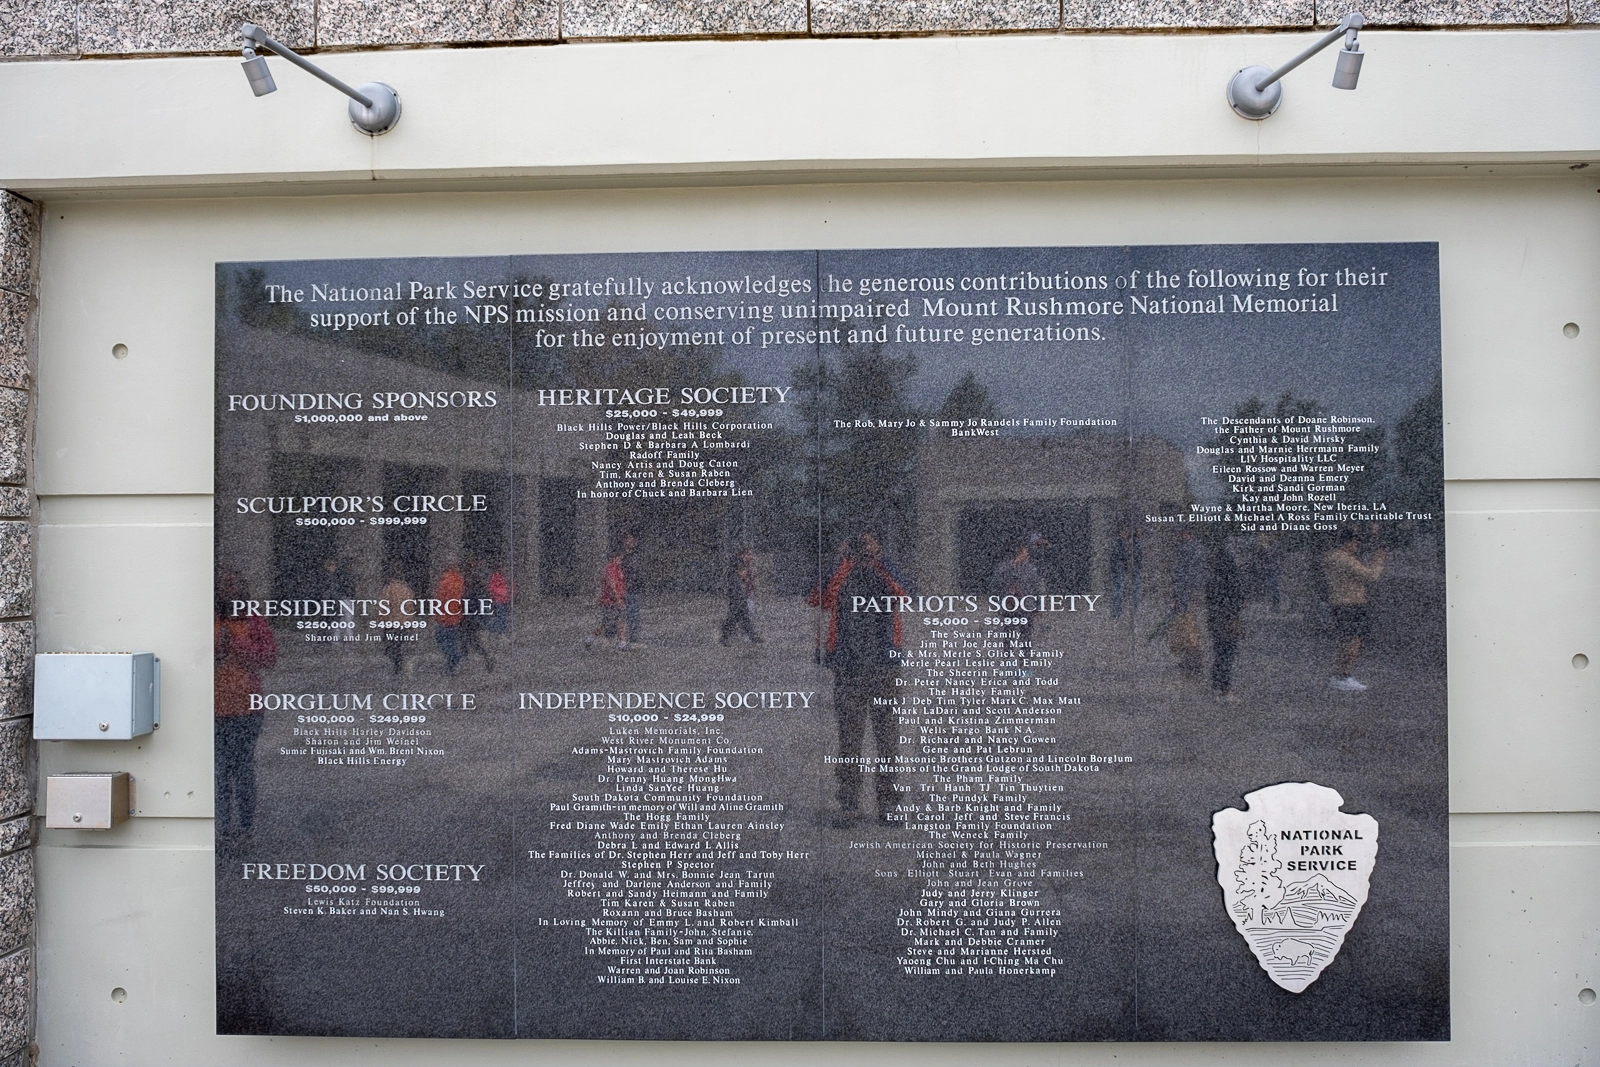 The National Park Service gratefully acknowledges the generous contributions of the following for their
support of the NPS mission and conserving unimpaired Mount Rushmore National Memorial
for the enjoyment of present and future generations.
FOUNDING SPONSORS
$1,000,000 and above
SCULPTOR'S CIRCLE
$500,000 - $999,999
PRESIDENT'S CIRCLE
$250,000 - $499,999
Sharon and Jim Weinel
BORGLUM CIRCLE
$100,000 - $249,999
Black Hills Harley Davidson
Sharon and Jim Weinel
Sumie Fujisaki and Wm. Brent Nixon
Black Hills Energy
FREEDOM SOCIETY
$50,000 - $99,999
Lewis Katz Foundation
Steven K. Baker and Nan S. Hwang
HERITAGE SOCIETY
$25,000 - $49,999
Black Hills Power/Black Hills Corporation
Douglas and Leah Beck
Stephen D & Barbara A Lombardi
Radoff Family
Nancy Artis and Doug Caton
Tim, Karen & Susan Raben
Anthony and Brenda Cleberg
In honor of Chuck and Barbara Lien
INDEPENDENCE SOCIETY
$10,000 - $24,999
Luken Memorials, Inc.
West River Monument Co.
Adams-Mastrovich Family Foundation
Mary Mastrovich Adams
Howard and Therese Hu
Dr. Denny Huang MongHwa
Linda SanYee Huang
South Dakota Community Foundation
Paul Gramith-in memory of Will and Aline Gramith
The Hogg Family
Fred Diane Wade Emily Ethan Lauren Ainsley
Anthony and Brenda Cleberg
Debra L and Edward L Allis
The Families of Dr. Stephen Herr and Jeff and Toby Herr
Stephen P Spector
Dr. Donald W. and Mrs. Bonnie Jean Tarun
Jeffrey and Darlene Anderson and Family
Robert and Sandy Heimann and Family
Tim Karen & Susan Raben
Roxann and Bruce Basham
In Loving Memory of Emmy L. and Robert Kimball
The Killian Family-John, Stefanie,
Abbie, Nick, Ben, Sam and Sophie
In Memory of Paul and Rita Basham
First Interstate Bank
Warren and Joan Robinson
William B. and Louise E. Nixon
The Rob, Mary Jo & Sammy Jo Randels Family Foundation
BankWest
PATRIOT'S SOCIETY
$5,000 - $9,999
The Swain Family
Jim Pat Joe Jean Matt
Dr. & Mrs. Merle S. Glick & Family
Merle Pearl Leslie and Emily
The Sheerin Family
Dr. Peter Nancy Erica and Todd
The Hadley Family
Mark J. Deb Tim Tyler Mark C. Max Matt
Mark LaDari and Scott Anderson
Paul and Kristina Zimmerman
Wells Fargo Bank N.A.
Dr. Richard and Nancy Gowen
Gene and Pat Lebrun
Honoring our Masonic Brothers Gutzon and Lincoln Borglum
The Masons of the Grand Lodge of South Dakota
The Pham Family
Van Tri Hanh TJ Tin Thuytien
The Pundyk Family
Andy & Barb Knight and Family
Earl Carol Jeff and Steve Francis
Langston Family Foundation
The Weneck Family
Jewish American Society for Historic Preservation
Michael & Paula Wagner
John and Beth Hughes
Sons Elliott Stuart Evan and Families
John and Jean Grove
Judy and Jerry Klinger
Gary and Gloria Brown
John Mindy and Giana Gurrera
Dr. Robert G. and Judy P. Allen
Dr. Michael C. Tan and Family
Mark and Debbie Cramer
Steve and Marianne Hersted
Yaoeng Chu and I-Ching Ma Chu
William and Paula Honerkamp
The Descendants of Doane Robinson,
the Father of Mount Rushmore
Cynthia & David Mirsky
Douglas and Marnie Herrmann Family
LIV Hospitality LLC
Eileen Rossow and Warren Meyer
David and Deanna Emery
Kirk and Sandi Gorman
Kay and John Rozell
Wayne & Martha Moore, New Iberia, LA
Susan T. Elliott & Michael A Ross Family Charitable Trust
Sid and Diane Goss
NATIONAL
PARK
SERVICE